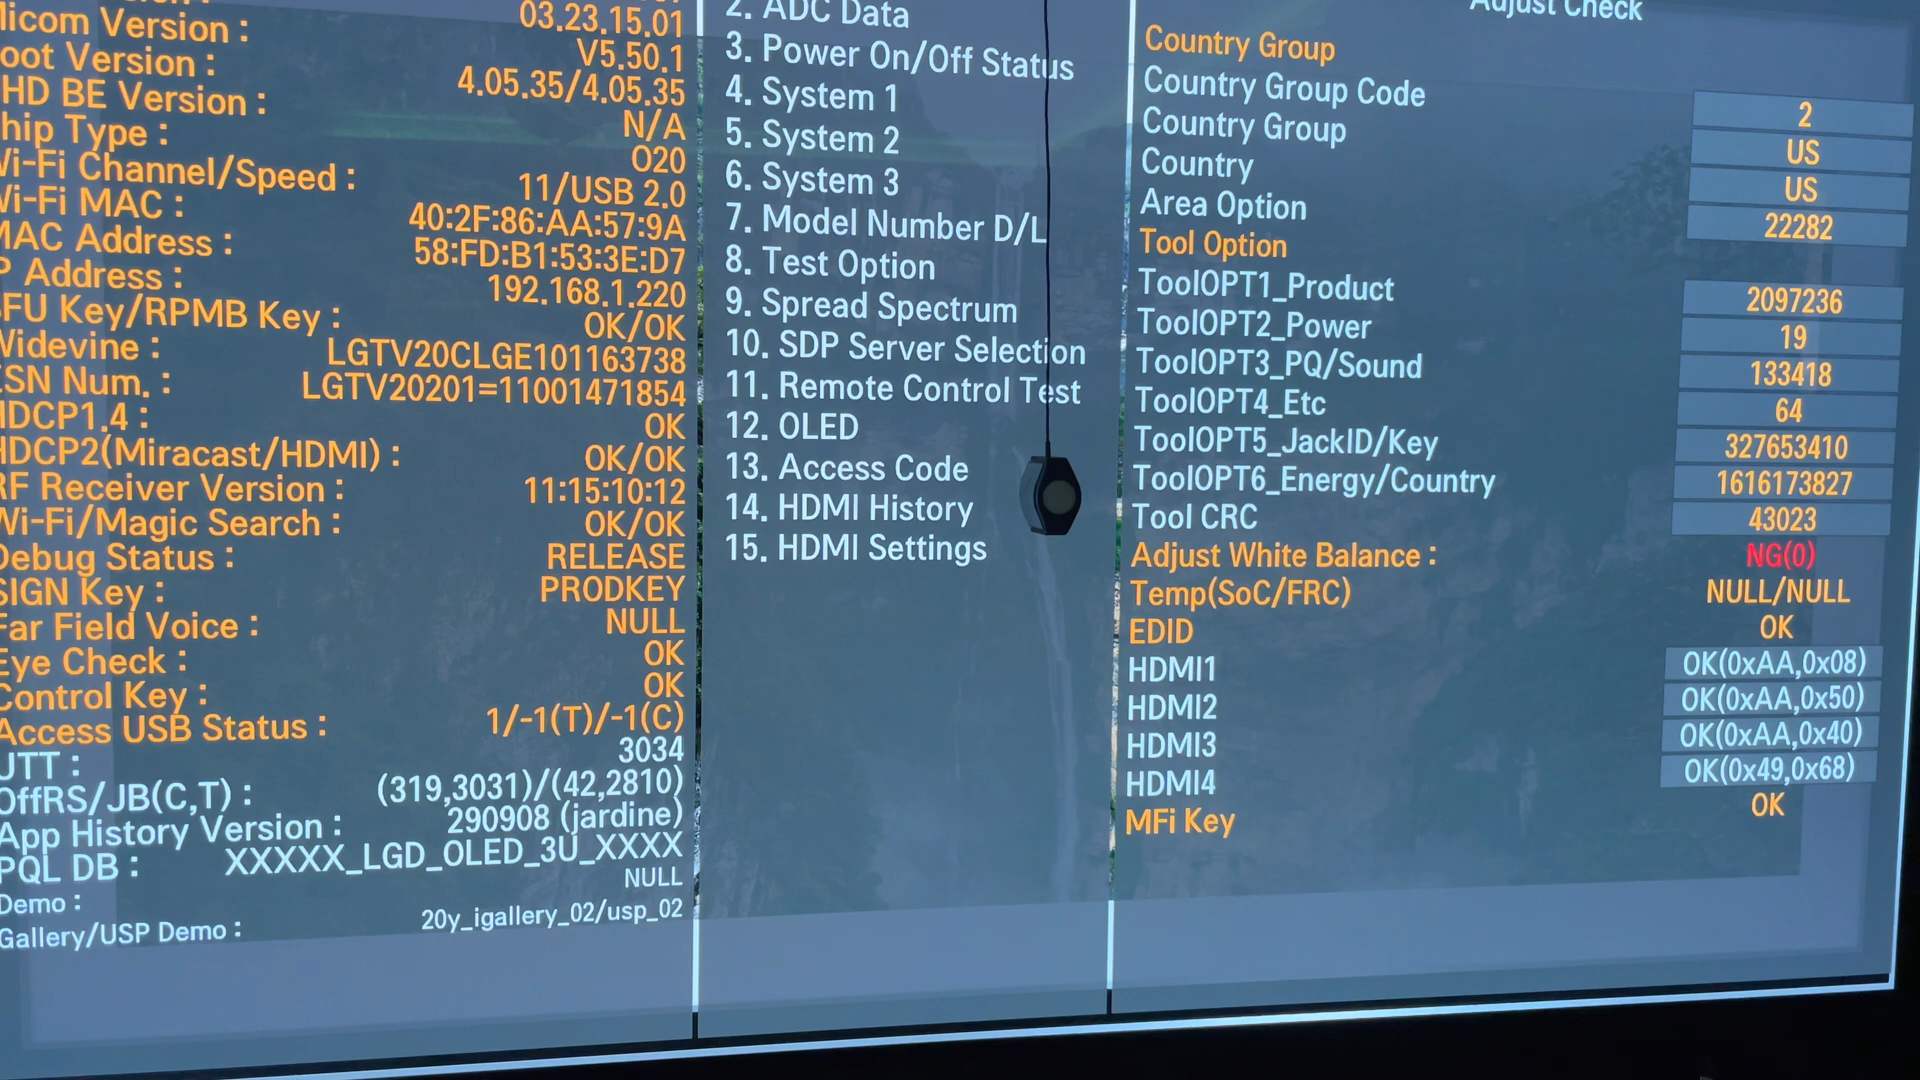 Micom Version : 03.23.15.01
Boot Version : V5.50.1
HD BE Version : 4.05.35/4.05.35
hip Type : N/A
O20
Wi-Fi Channel/Speed : 11/USB 2.0
Wi-Fi MAC : 40:2F:86:AA:57:9A
MAC Address : 58:FD:B1:53:3E:D7
P Address : 192.168.1.220
SFU Key/RPMB Key : OK/OK
Widevine : LGTV20CLGE101163738
ESN Num. : LGTV20201=11001471854
HDCP1.4 : OK
HDCP2(Miracast/HDMI) : OK/OK
RF Receiver Version : 11:15:10:12
Wi-Fi/Magic Search : OK/OK
Debug Status : RELEASE
SIGN Key : PRODKEY
Far Field Voice : NULL
Eye Check : OK
Control Key : OK
Access USB Status : 1/-1(T)/-1(C)
UTT : 3034
OffRS/JB(C,T) : (319,3031)/(42,2810)
App History Version : 290908 (jardine)
PQL DB : XXXXX_LGD_OLED_3U_XXXX
Demo : NULL
Gallery/USP Demo : 20y_igallery_02/usp_02
2. ADC Data
3. Power On/Off Status
4. System 1
5. System 2
6. System 3
7. Model Number D/L
8. Test Option
9. Spread Spectrum
10. SDP Server Selection
11. Remote Control Test
12. OLED
13. Access Code
14. HDMI History
15. HDMI Settings
Adjust Check
Country Group
Country Group Code 2
Country Group US
Country US
Area Option 22282
Tool Option
ToolOPT1_Product 2097236
ToolOPT2_Power 19
ToolOPT3_PQ/Sound 133418
ToolOPT4_Etc 64
ToolOPT5_JackID/Key 327653410
ToolOPT6_Energy/Country 1616173827
Tool CRC 43023
Adjust White Balance : NG(0)
Temp(SoC/FRC) NULL/NULL
EDID OK
HDMI1 OK(0xAA,0x08)
HDMI2 OK(0xAA,0x50)
HDMI3 OK(0xAA,0x40)
HDMI4 OK(0x49,0x68)
MFi Key OK